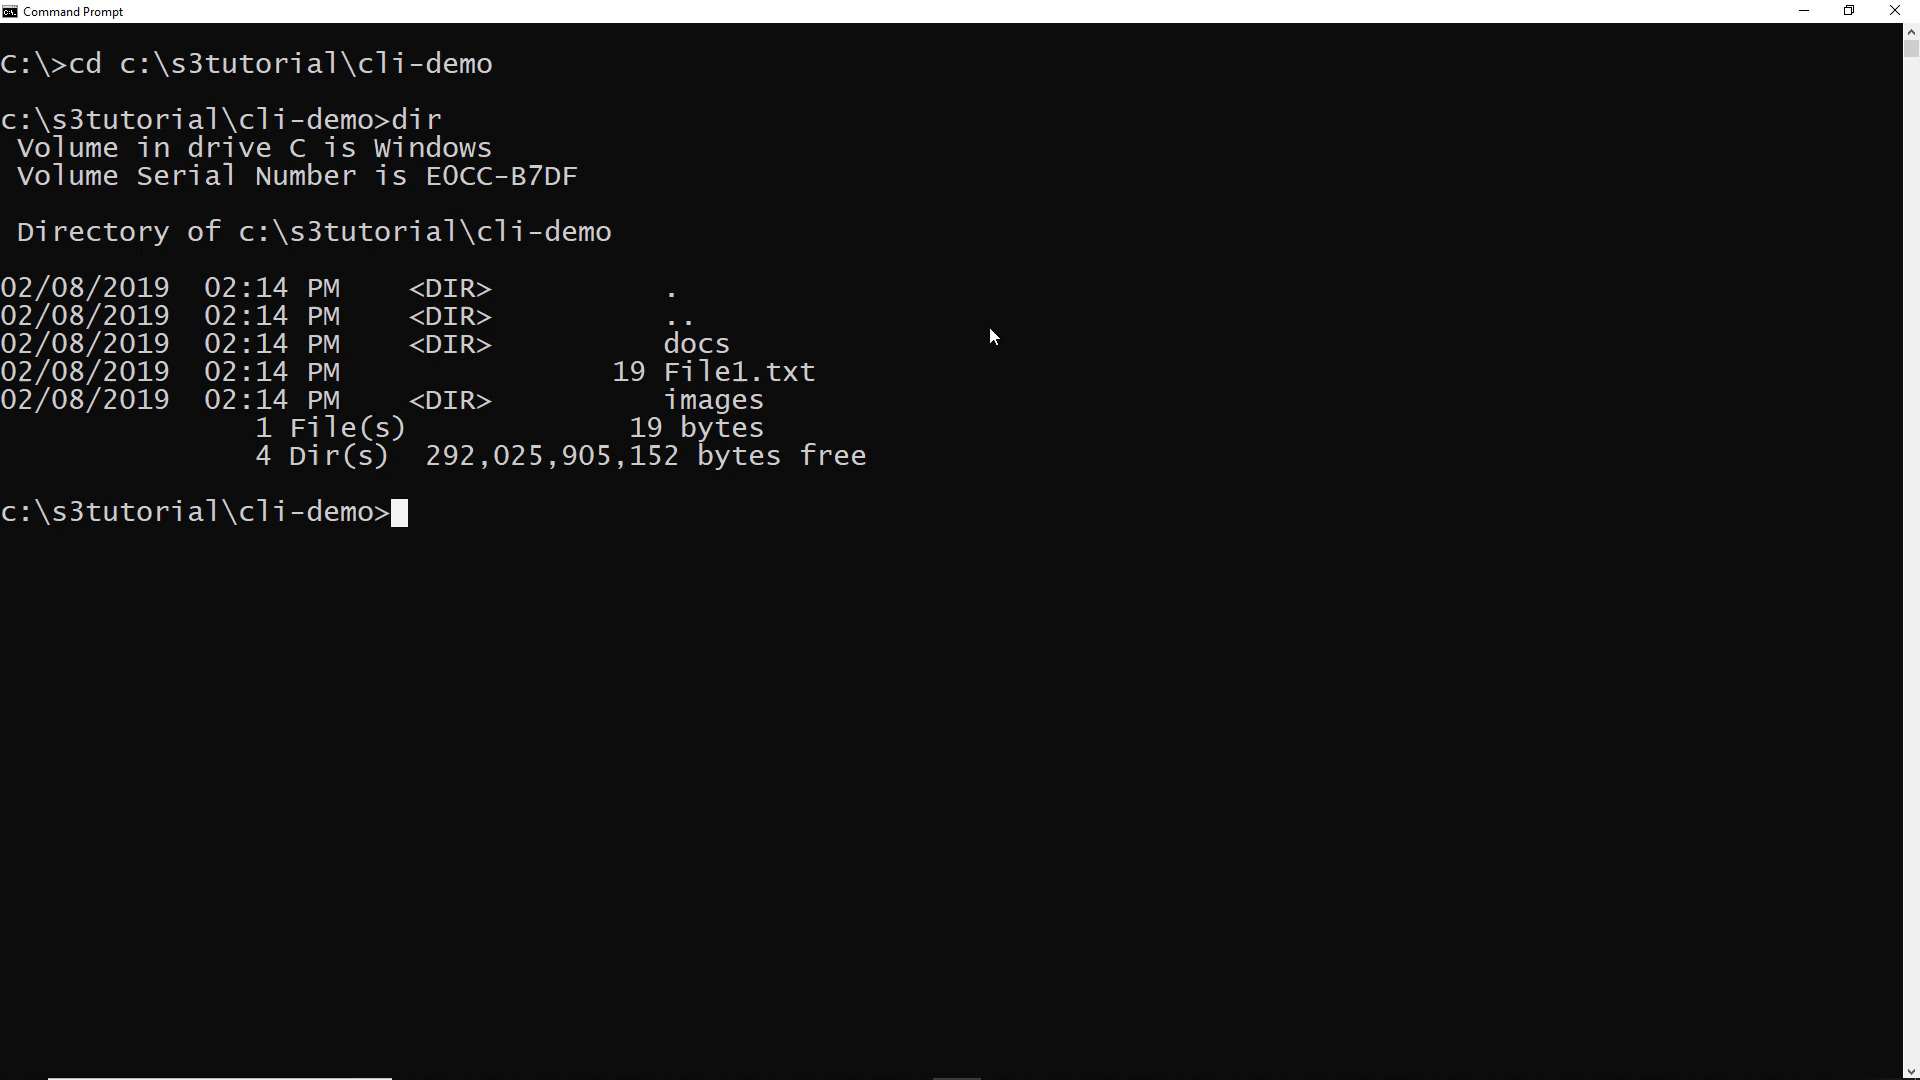 Command Prompt
C:\>cd c:\s3tutorial\cli-demo
c:\s3tutorial\cli-demo>dir
Volume in drive C is Windows
Volume Serial Number is E0CC-B7DF
Directory of c:\s3tutorial\cli-demo
02/08/2019  02:14 PM    <DIR>          .
02/08/2019  02:14 PM    <DIR>          ..
02/08/2019  02:14 PM    <DIR>          docs
02/08/2019  02:14 PM                19 File1.txt
02/08/2019  02:14 PM    <DIR>          images
1 File(s)             19 bytes
4 Dir(s)  292,025,905,152 bytes free
c:\s3tutorial\cli-demo>